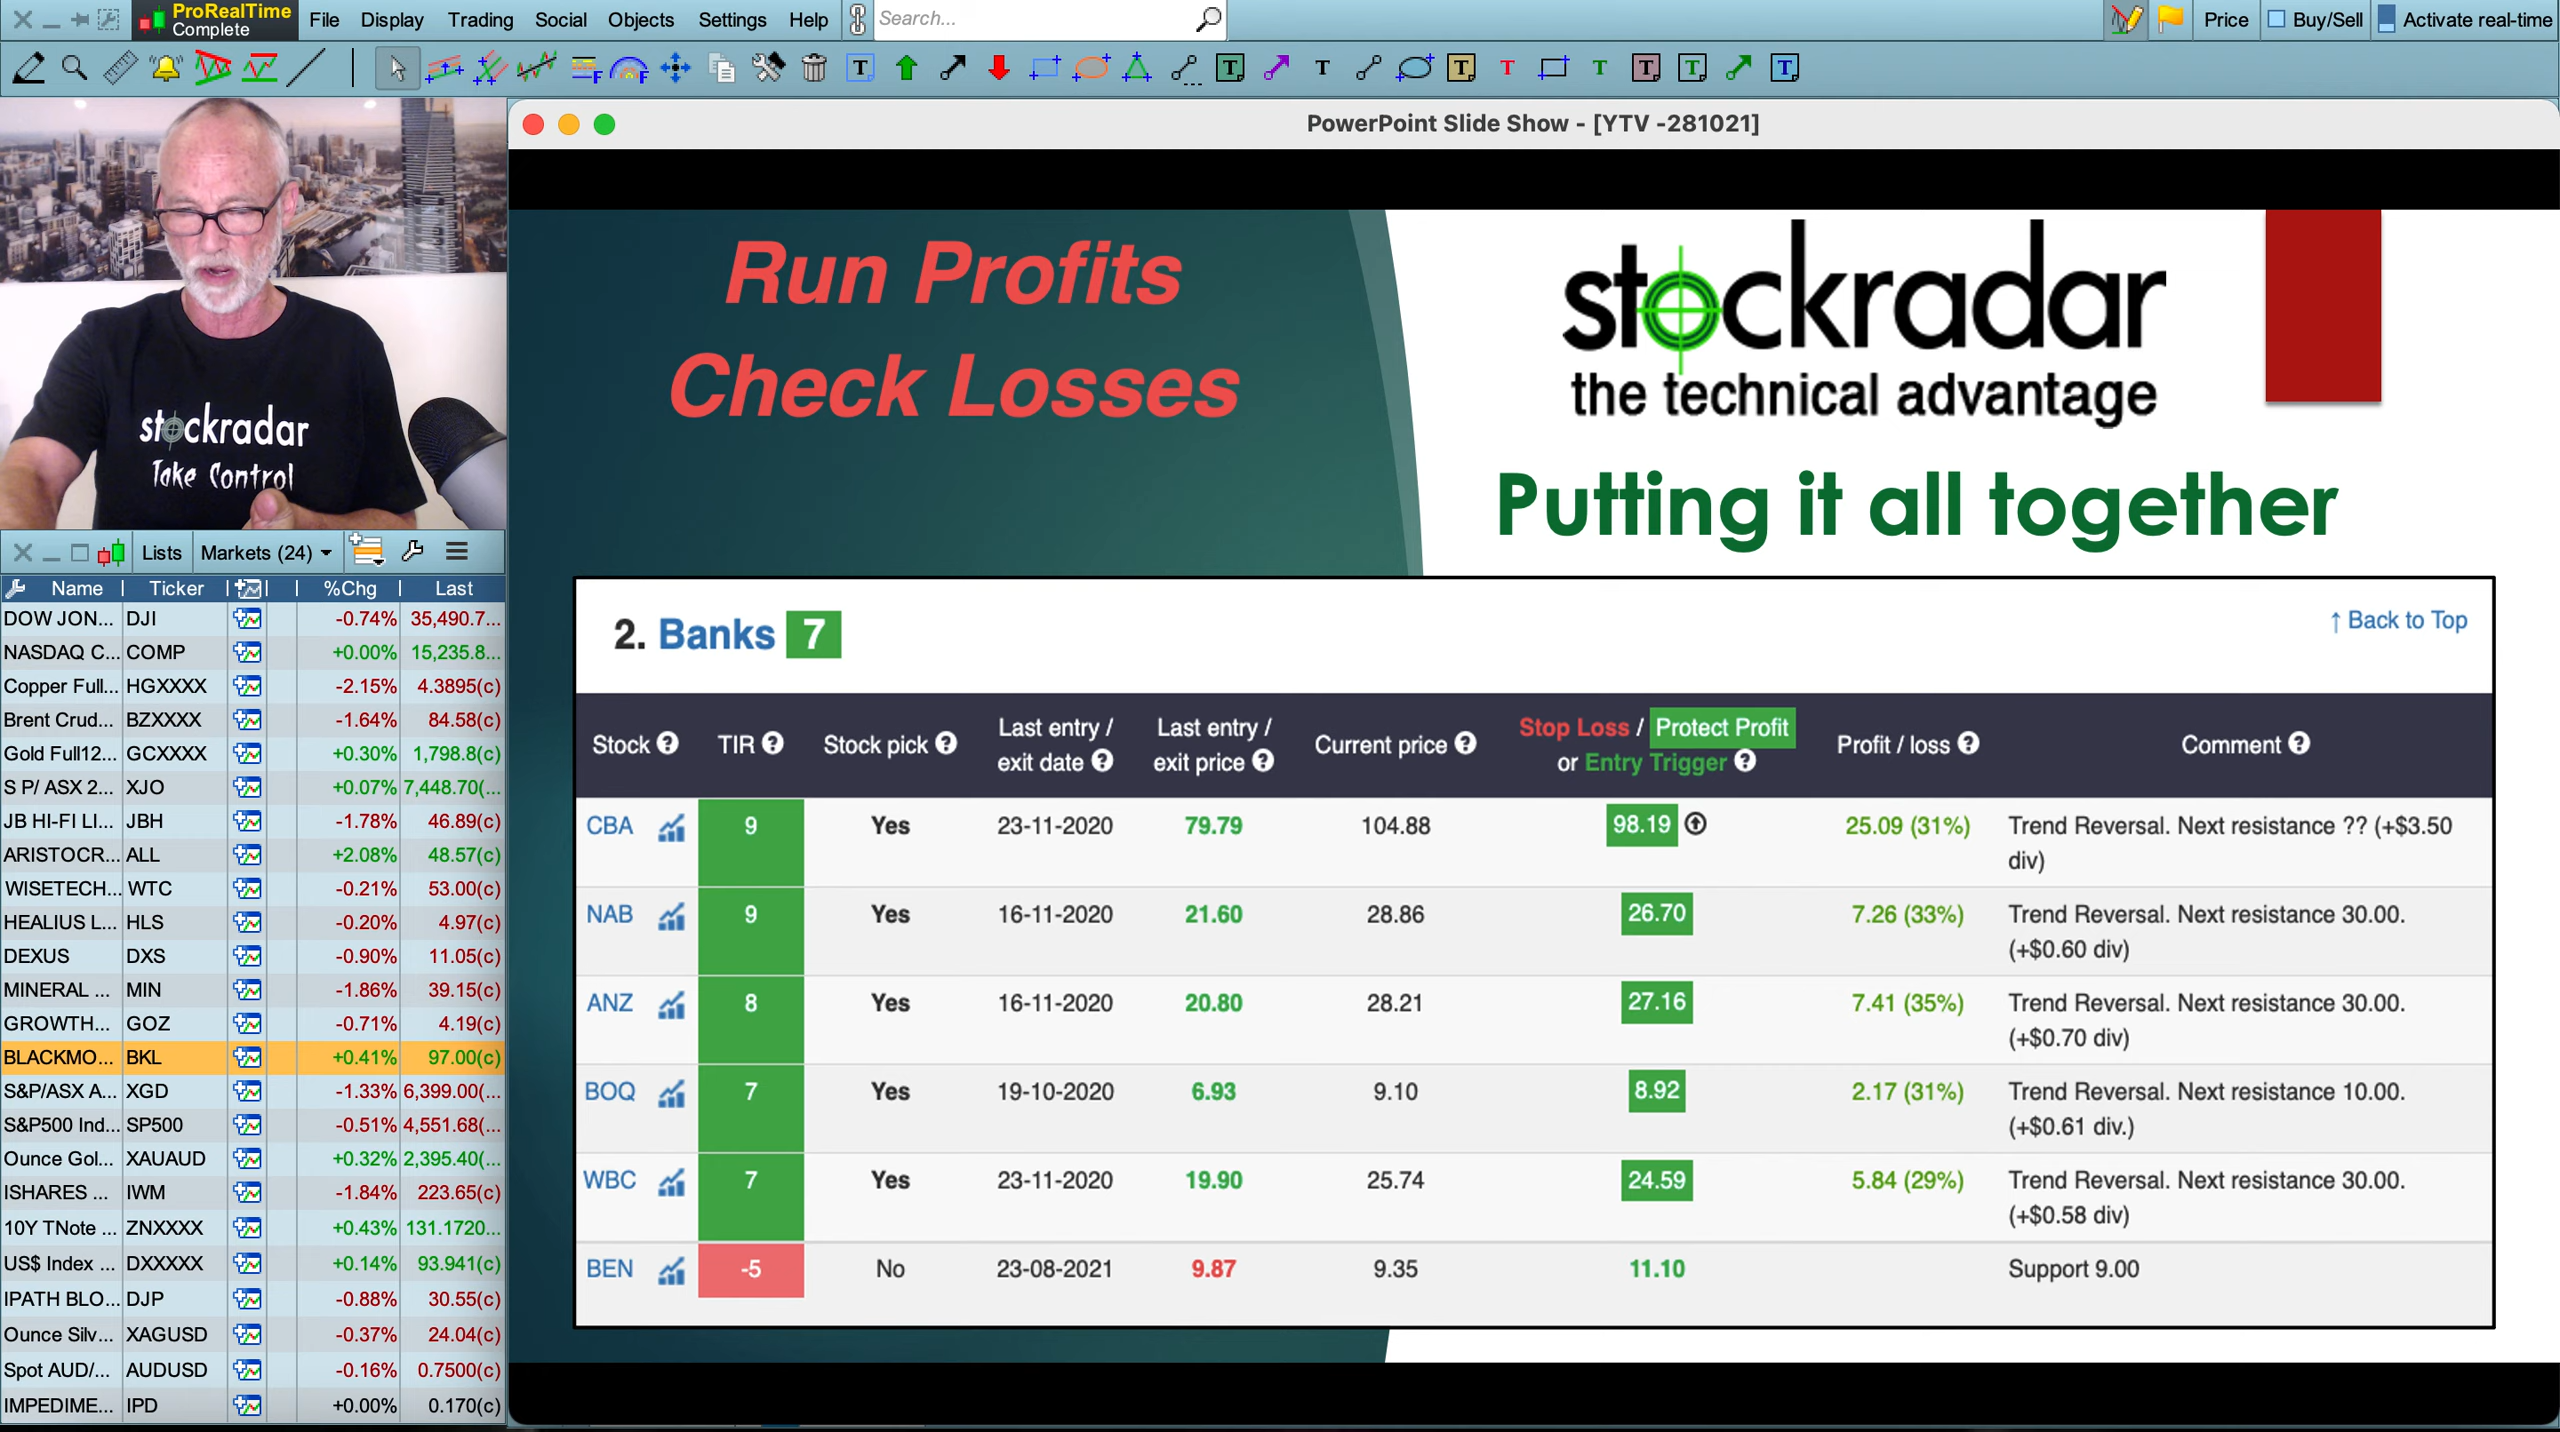 ProRealTime
Complete
File Display Trading Social Objects Settings Help Search... Price Buy/Sell Activate real-time
PowerPoint Slide Show - [YTV -281021]
Run Profits
Check Losses
stockradar
the technical advantage
Putting it all together
stockradar
Take Control
2. Banks 7
↑ Back to Top
Stock ? TIR ? Stock pick ? Last entry / exit date ? Last entry / exit price ? Current price ? Stop Loss / Protect Profit or Entry Trigger ? Profit / loss ? Comment ?
CBA 9 Yes 23-11-2020 79.79 104.88 98.19 25.09 (31%) Trend Reversal. Next resistance ?? (+$3.50
div)
NAB 9 Yes 16-11-2020 21.60 28.86 26.70 7.26 (33%) Trend Reversal. Next resistance 30.00.
(+$0.60 div)
ANZ 8 Yes 16-11-2020 20.80 28.21 27.16 7.41 (35%) Trend Reversal. Next resistance 30.00.
(+$0.70 div)
BOQ 7 Yes 19-10-2020 6.93 9.10 8.92 2.17 (31%) Trend Reversal. Next resistance 10.00.
(+$0.61 div.)
WBC 7 Yes 23-11-2020 19.90 25.74 24.59 5.84 (29%) Trend Reversal. Next resistance 30.00.
(+$0.58 div)
BEN -5 No 23-08-2021 9.87 9.35 11.10 Support 9.00
Lists Markets (24)
Name Ticker %Chg Last
DOW JON... DJI -0.74% 35,490.7...
NASDAQ C... COMP +0.00% 15,235.8...
Copper Full... HGXXXX -2.15% 4.3895(c)
Brent Crud... BZXXXX -1.64% 84.58(c)
Gold Full12... GCXXXX +0.30% 1,798.8(c)
S P/ ASX 2... XJO +0.07% 7,448.70(...
JB HI-FI LI... JBH -1.78% 46.89(c)
ARISTOCR... ALL +2.08% 48.57(c)
WISETECH... WTC -0.21% 53.00(c)
HEALIUS L... HLS -0.20% 4.97(c)
DEXUS DXS -0.90% 11.05(c)
MINERAL ... MIN -1.86% 39.15(c)
GROWTH... GOZ -0.71% 4.19(c)
BLACKMO... BKL +0.41% 97.00(c)
S&P/ASX A... XGD -1.33% 6,399.00(...
S&P500 Ind... SP500 -0.51% 4,551.68(...
Ounce Gol... XAUAUD +0.32% 2,395.40(...
ISHARES ... IWM -1.84% 223.65(c)
10Y TNote ... ZNXXXX +0.43% 131.1720...
US$ Index ... DXXXXX +0.14% 93.941(c)
IPATH BLO... DJP -0.88% 30.55(c)
Ounce Silv... XAGUSD -0.37% 24.04(c)
Spot AUD/... AUDUSD -0.16% 0.7500(c)
IMPEDIME... IPD +0.00% 0.170(c)